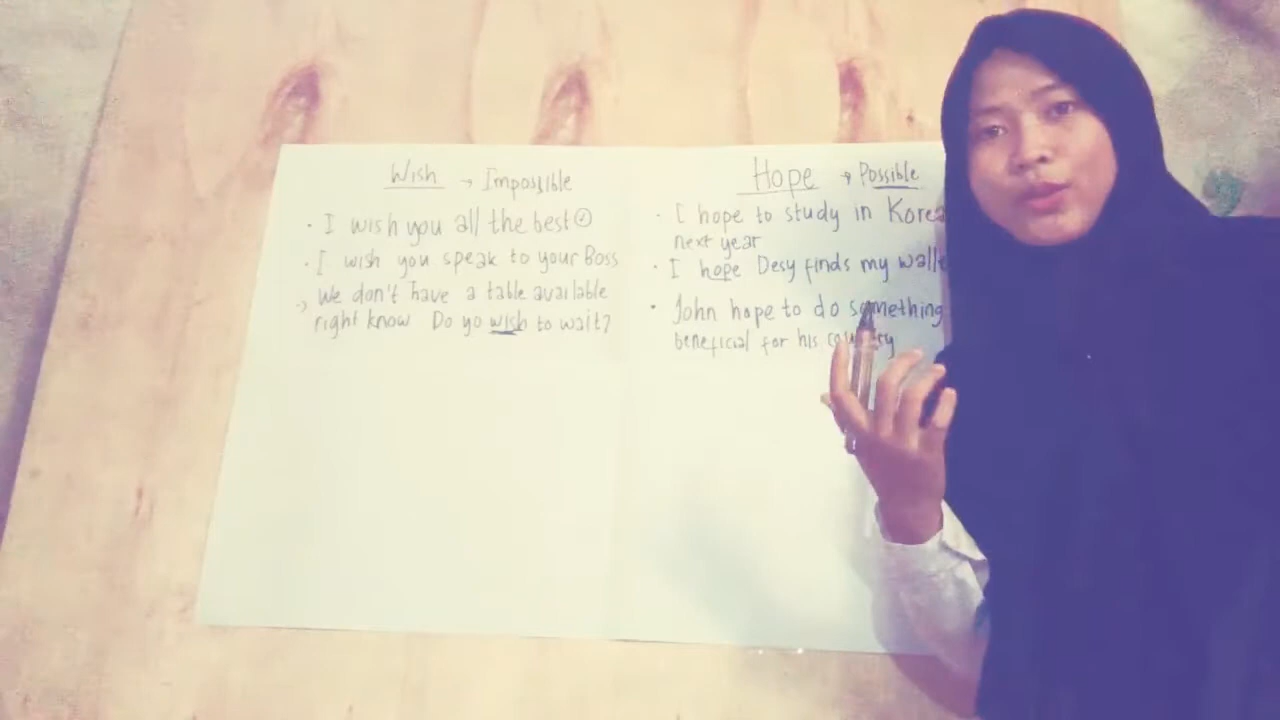 Wish → Impossible
• I wish you all the best
• I wish you speak to your Boss
→ We don't have a table available
right know Do yo wish to wait?
Hope → Possible
• I hope to study in Korea
next year
• I hope Desy finds my
• John hope to do something
beneficial for his country